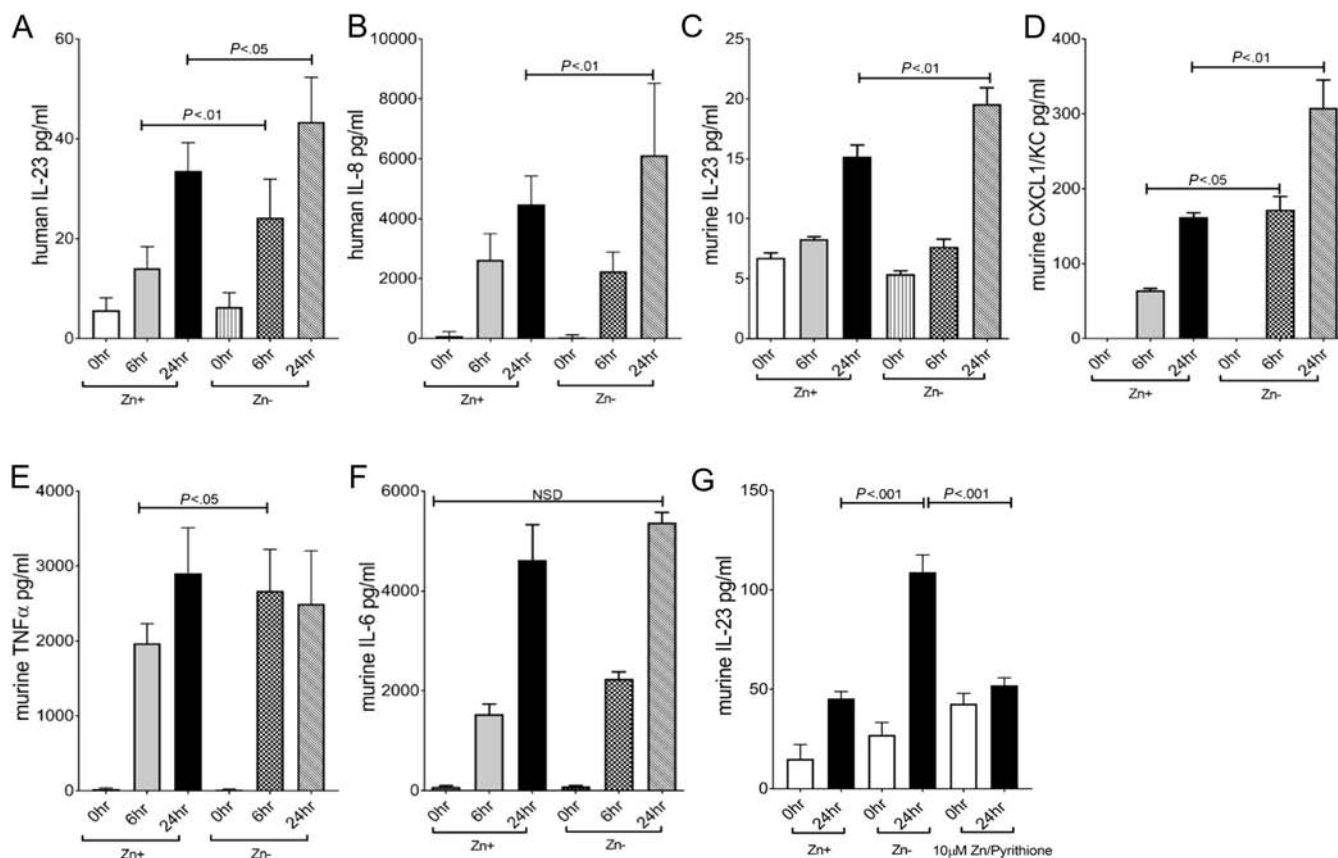 A
human IL-23 pg/ml
60
40
20
0
P<.05
P<.01
0hr
6hr
24hr
0hr
6hr
24hr
Zn+
Zn-
B
human IL-8 pg/ml
10000
8000
6000
4000
2000
0
P<.01
0hr
6hr
24hr
0hr
6hr
24hr
Zn+
Zn-
C
murine IL-23 pg/ml
25
20
15
10
5
0
P<.01
0hr
6hr
24hr
0hr
6hr
24hr
Zn+
Zn-
D
murine CXCL1/KC pg/ml
400
300
200
100
0
P<.01
P<.05
0hr
6hr
24hr
0hr
6hr
24hr
Zn+
Zn-
E
murine TNFα pg/ml
4000
3000
2000
1000
0
P<.05
0hr
6hr
24hr
0hr
6hr
24hr
Zn+
Zn-
F
murine IL-6 pg/ml
6000
4000
2000
0
NSD
0hr
6hr
24hr
0hr
6hr
24hr
Zn+
Zn-
G
murine IL-23 pg/ml
150
100
50
0
P<.001
P<.001
0hr
24hr
0hr
24hr
0hr
24hr
Zn+
Zn-
10μM Zn/Pyrithione